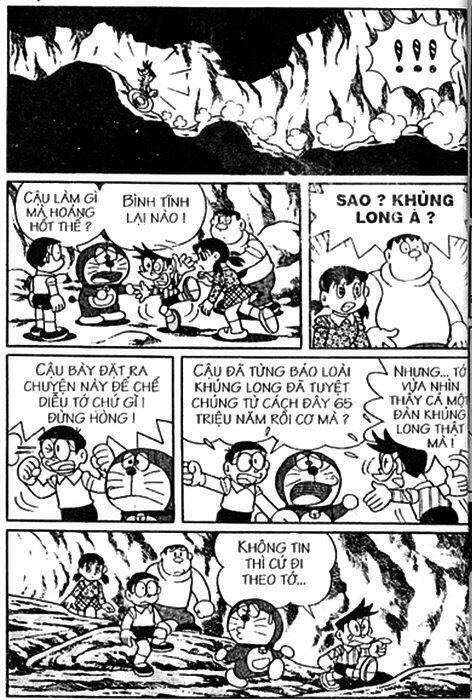 !!!
CẬU LÀM GÌ
MÀ HOẢNG
HỐT THẾ ?
BÌNH TĨNH
LẠI NÀO !
SAO ? KHỦNG
LONG À ?
CẬU BÀY ĐẶT RA
CHUYỆN NÀY ĐỂ CHẾ
DIỄU TỚ CHỨ GÌ !
ĐỪNG HÒNG !
CẬU ĐÃ TỪNG BẢO LOÀI
KHỦNG LONG ĐÃ TUYỆT
CHỦNG TỪ CÁCH ĐÂY 65
TRIỆU NĂM RỒI CƠ MÀ ?
NHƯNG... TỚ
VỪA NHÌN
THẤY CẢ MỘT
ĐÀN KHỦNG
LONG THẬT
MÀ !
KHÔNG TIN
THÌ CỨ ĐI
THEO TỚ...